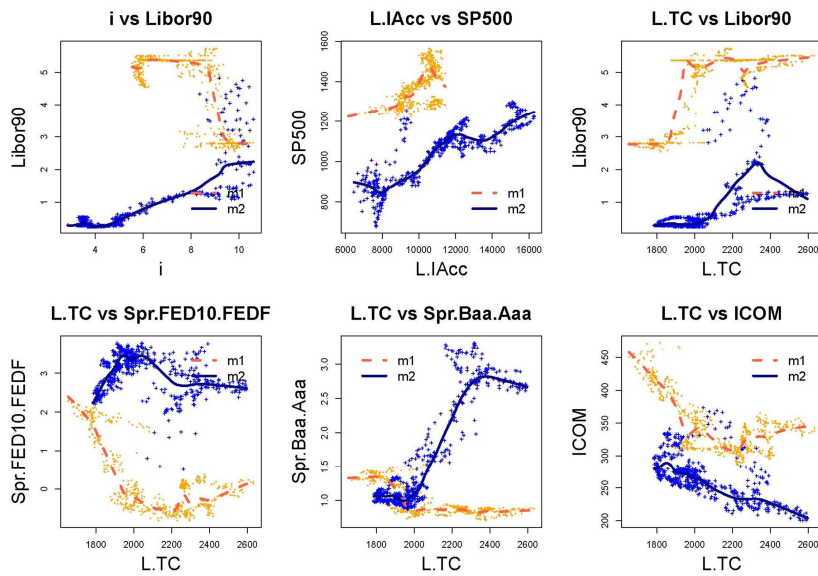 i vs Libor90
L.IAcc vs SP500
L.TC vs Libor90
Libor90
5
4
3
2
1
m1
m2
4
6
8
10
i
SP500
1600
1400
1200
1000
800
m1
m2
6000
8000
10000
12000
14000
16000
L.IAcc
Libor90
5
4
3
2
1
m1
m2
1800
2000
2200
2400
2600
L.TC
L.TC vs Spr.FED10.FEDF
L.TC vs Spr.Baa.Aaa
L.TC vs ICOM
Spr.FED10.FEDF
3
2
1
0
m1
m2
1800
2000
2200
2400
2600
L.TC
Spr.Baa.Aaa
3.0
2.5
2.0
1.5
1.0
m1
m2
1800
2000
2200
2400
2600
L.TC
ICOM
450
400
350
300
250
200
m1
m2
1800
2000
2200
2400
2600
L.TC